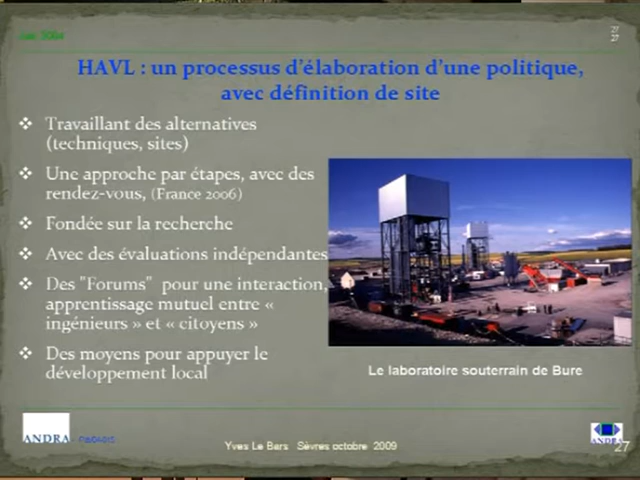 HAVL : un processus d'élaboration d'une politique,
avec définition de site
❖ Travaillant des alternatives
(techniques, sites)
❖ Une approche par étapes, avec des
rendez-vous, (France 2006)
❖ Fondée sur la recherche
❖ Avec des évaluations indépendantes
❖ Des "Forums" pour une interaction,
apprentissage mutuel entre «
ingénieurs » et « citoyens »
❖ Des moyens pour appuyer le
développement local
Le laboratoire souterrain de Bure
ANDRA
Yves Le Bars Sèvres octobre 2009
ANDRA
27